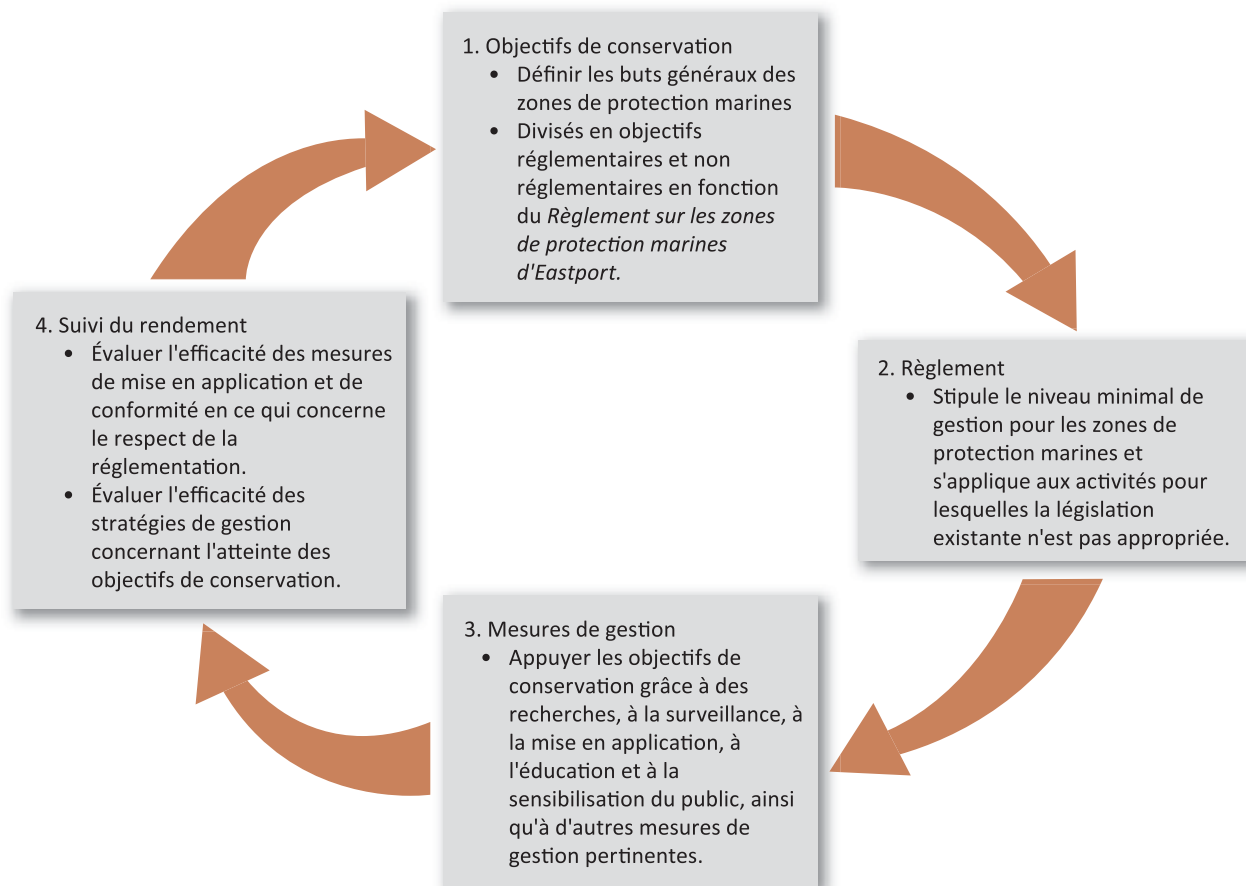 1. Objectifs de conservation
• Définir les buts généraux des
zones de protection marines
• Divisés en objectifs
réglementaires et non
réglementaires en fonction
du Règlement sur les zones
de protection marines
d'Eastport.
2. Règlement
• Stipule le niveau minimal de
gestion pour les zones de
protection marines et
s'applique aux activités pour
lesquelles la législation
existante n'est pas appropriée.
3. Mesures de gestion
• Appuyer les objectifs de
conservation grâce à des
recherches, à la surveillance, à
la mise en application, à
l'éducation et à la
sensibilisation du public, ainsi
qu'à d'autres mesures de
gestion pertinentes.
4. Suivi du rendement
• Évaluer l'efficacité des mesures
de mise en application et de
conformité en ce qui concerne
le respect de la
réglementation.
• Évaluer l'efficacité des
stratégies de gestion
concernant l'atteinte des
objectifs de conservation.